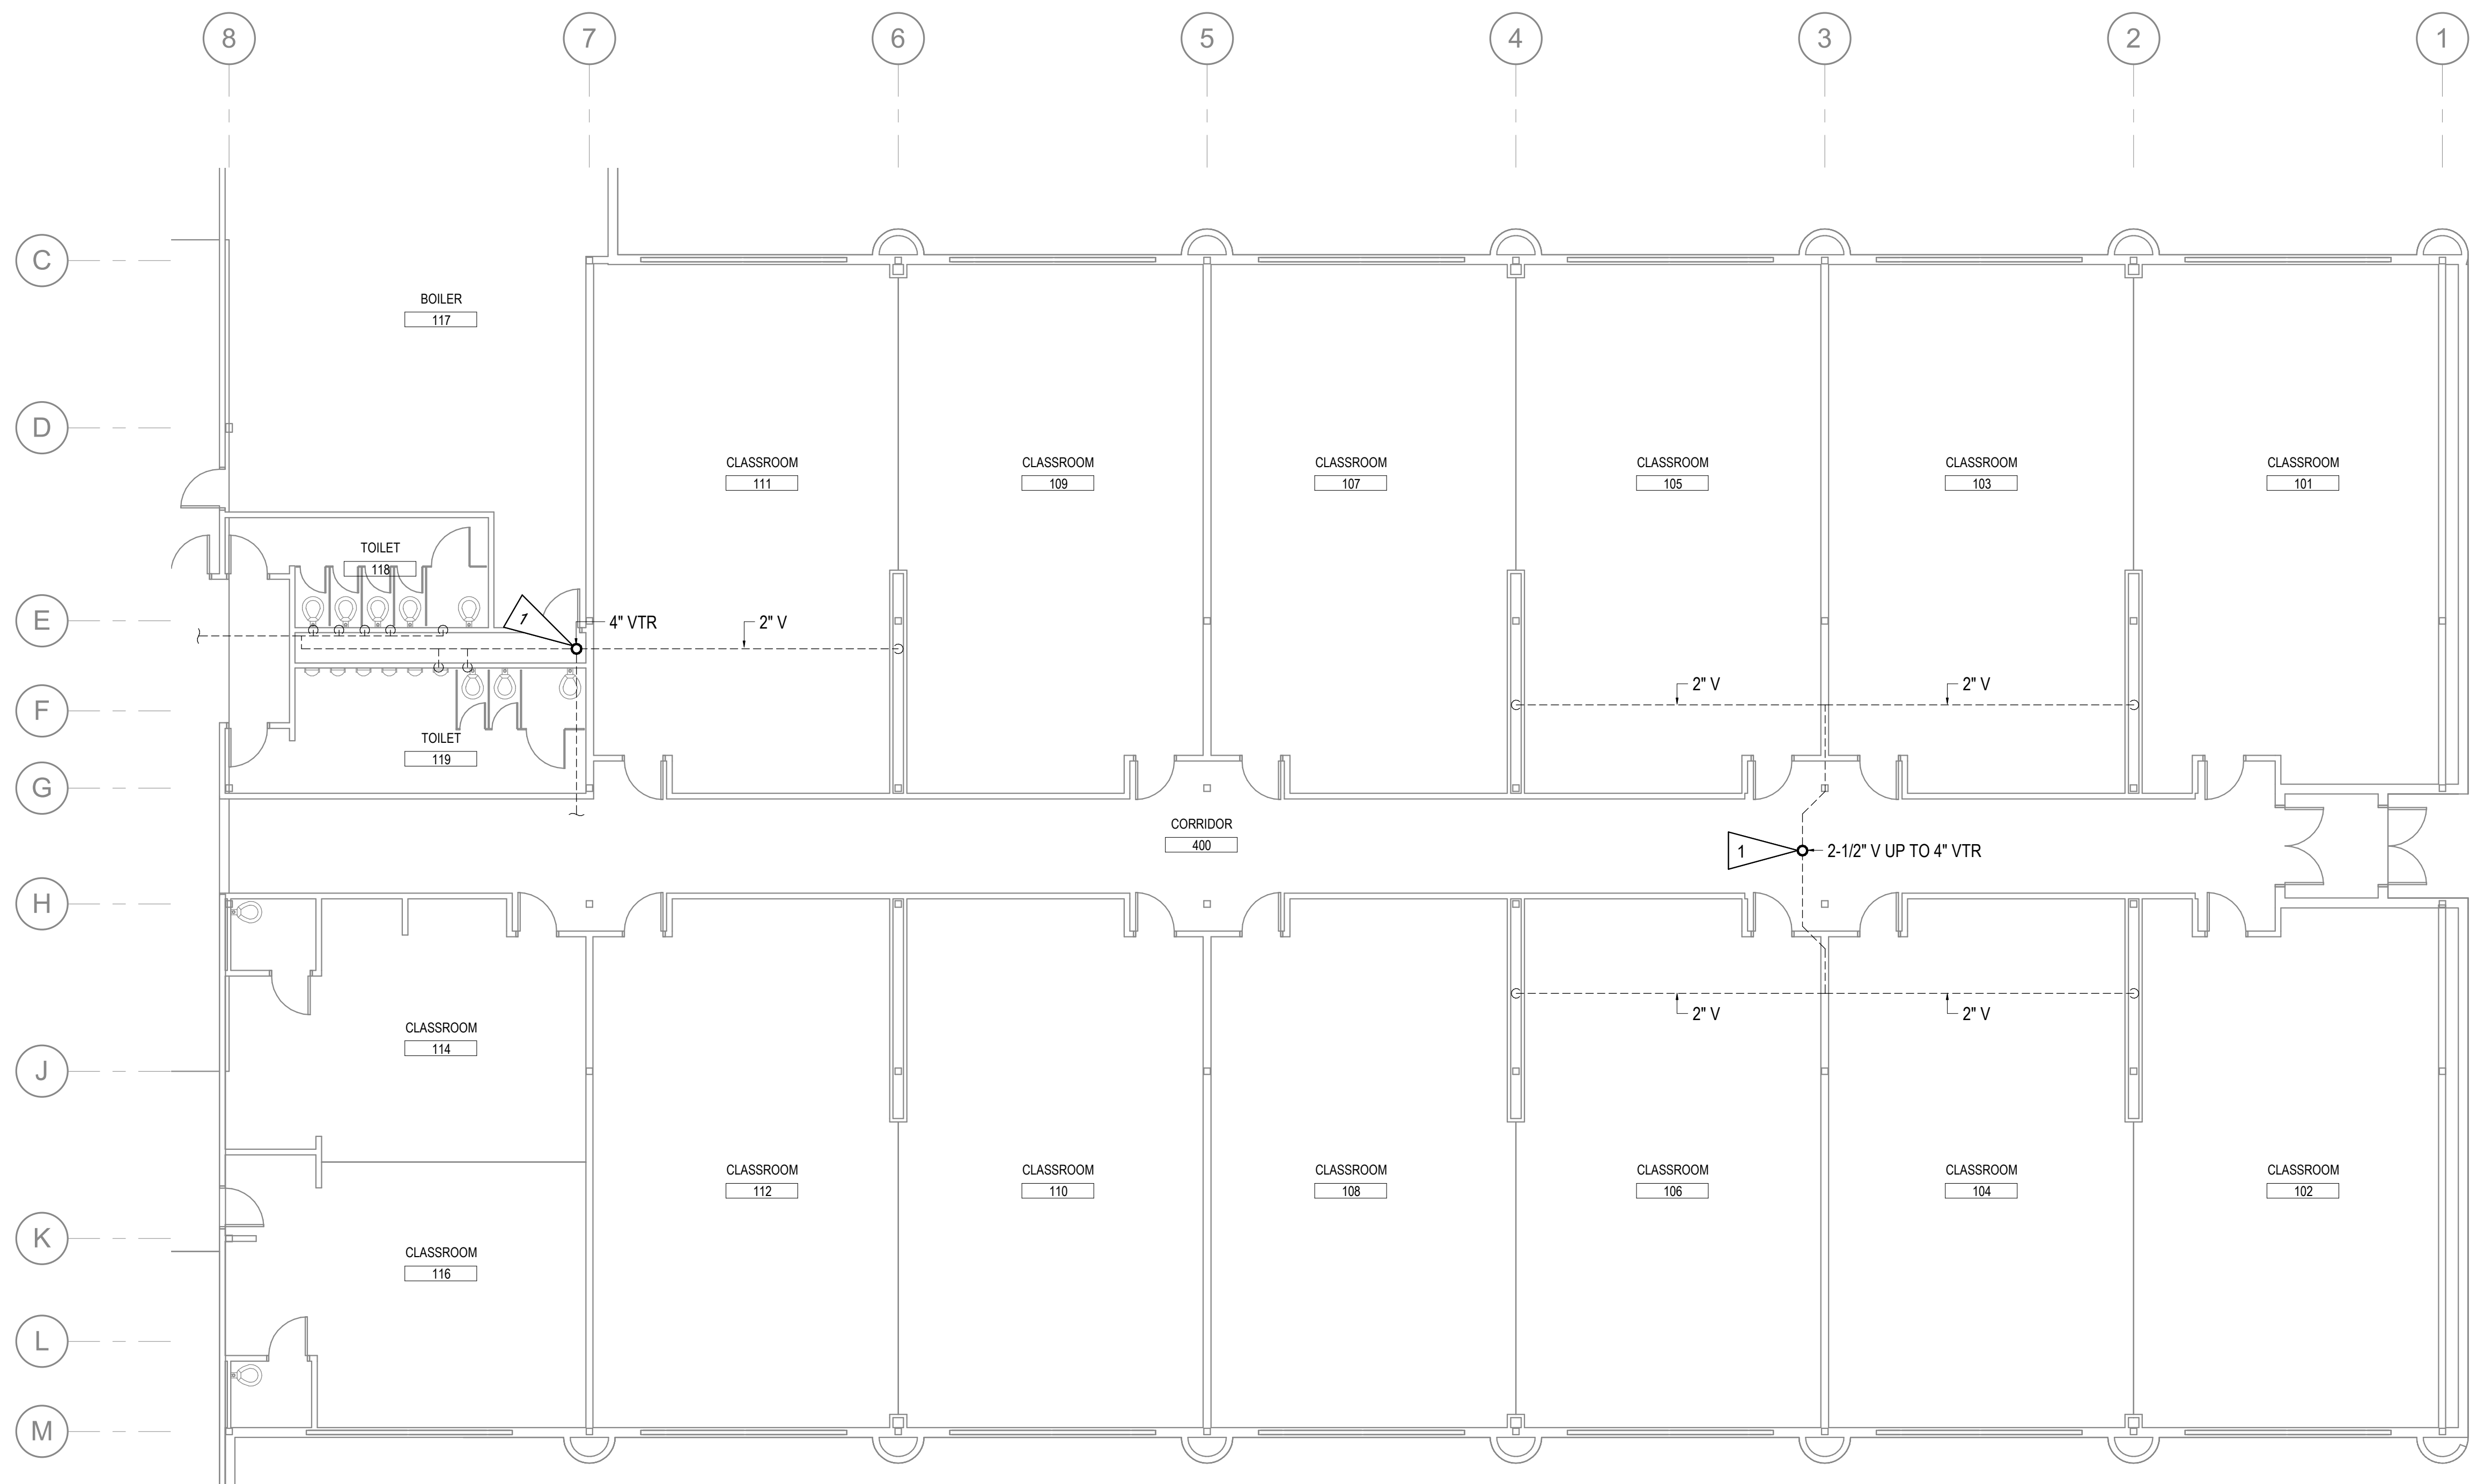 8
7
6
5
4
3
2
1
C
BOILER
117
D
CLASSROOM
111
CLASSROOM
109
CLASSROOM
107
CLASSROOM
105
CLASSROOM
103
CLASSROOM
101
TOILET
118
E
1
4" VTR
2" V
F
2" V
2" V
TOILET
119
G
CORRIDOR
400
1
2-1/2" V UP TO 4" VTR
H
2" V
2" V
CLASSROOM
114
J
CLASSROOM
112
CLASSROOM
110
CLASSROOM
108
CLASSROOM
106
CLASSROOM
104
CLASSROOM
102
K
CLASSROOM
116
L
M